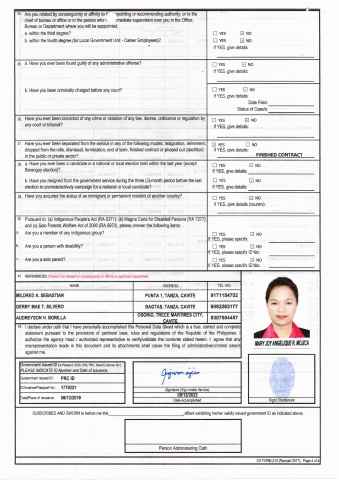 34. Are you related by consanguinity or affinity to the appointing or recommending authority, or to the
chief of bureau or office or to the person who has immediate supervision over you in the Office,
Bureau or Department where you will be appointed,
a. within the third degree?
☐ YES ☑ NO
b. within the fourth degree (for Local Government Unit - Career Employees)?
☐ YES ☑ NO
If YES, give details:
35. a. Have you ever been found guilty of any administrative offense?
☐ YES ☑ NO
If YES, give details:
b. Have you been criminally charged before any court?
☐ YES ☑ NO
If YES, give details:
Date Filed:
Status of Case/s:
36. Have you ever been convicted of any crime or violation of any law, decree, ordinance or regulation by
any court or tribunal?
☐ YES ☑ NO
If YES, give details:
37. Have you ever been separated from the service in any of the following modes: resignation, retirement,
dropped from the rolls, dismissal, termination, end of term, finished contract or phased out (abolition)
in the public or private sector?
☑ YES ☐ NO
If YES, give details:
FINISHED CONTRACT
38. a. Have you ever been a candidate in a national or local election held within the last year (except
Barangay election)?
☐ YES ☑ NO
If YES, give details:
b. Have you resigned from the government service during the three (3)-month period before the last
election to promote/actively campaign for a national or local candidate?
☐ YES ☑ NO
If YES, give details:
39. Have you acquired the status of an immigrant or permanent resident of another country?
☐ YES ☑ NO
If YES, give details (country):
40. Pursuant to: (a) Indigenous People's Act (RA 8371); (b) Magna Carta for Disabled Persons (RA 7277);
and (c) Solo Parents Welfare Act of 2000 (RA 8972), please answer the following items:
a. Are you a member of any indigenous group?
☐ YES ☑ NO
If YES, please specify:
b. Are you a person with disability?
☐ YES ☑ NO
If YES, please specify ID No:
c. Are you a solo parent?
☐ YES ☑ NO
If YES, please specify ID No:
41. REFERENCES (Person not related by consanguinity or affinity to applicant /appointee)
NAME ADDRESS TEL. NO.
MILDRED A. SEBASTIAN PUNTA 1, TANZA, CAVITE 9171154702
GERRY MAE T. SILVERO BAGTAS, TANZA, CAVITE 9092283177
AUDREYSON H. BORILLA OSORIO, TRECE MARTIRES CITY, CAVITE 9307504487
42. I declare under oath that I have personally accomplished this Personal Data Sheet which is a true, correct and complete
statement pursuant to the provisions of pertinent laws, rules and regulations of the Republic of the Philippines. I
authorize the agency head / authorized representative to verify/validate the contents stated herein. I agree that any
misrepresentation made in this document and its attachments shall cause the filing of administrative/criminal case/s
against me.
MARY JOY ANGELIQUE R. MOJICA
Government Issued ID (i.e.Passport, GSIS, SSS, PRC, Driver's License, etc.)
PLEASE INDICATE ID Number and Date of Issuance
Government Issued ID: PRC ID
ID/License/Passport No.: 1770221
Date/Place of Issuance: 06/13/2019
Signature (Sign inside the box)
06/12/2022
Date Accomplished
Right Thumbmark
SUBSCRIBED AND SWORN to before me this , affiant exhibiting his/her validly issued government ID as indicated above.
Person Administering Oath
CS FORM 212 (Revised 2017), Page 4 of 4